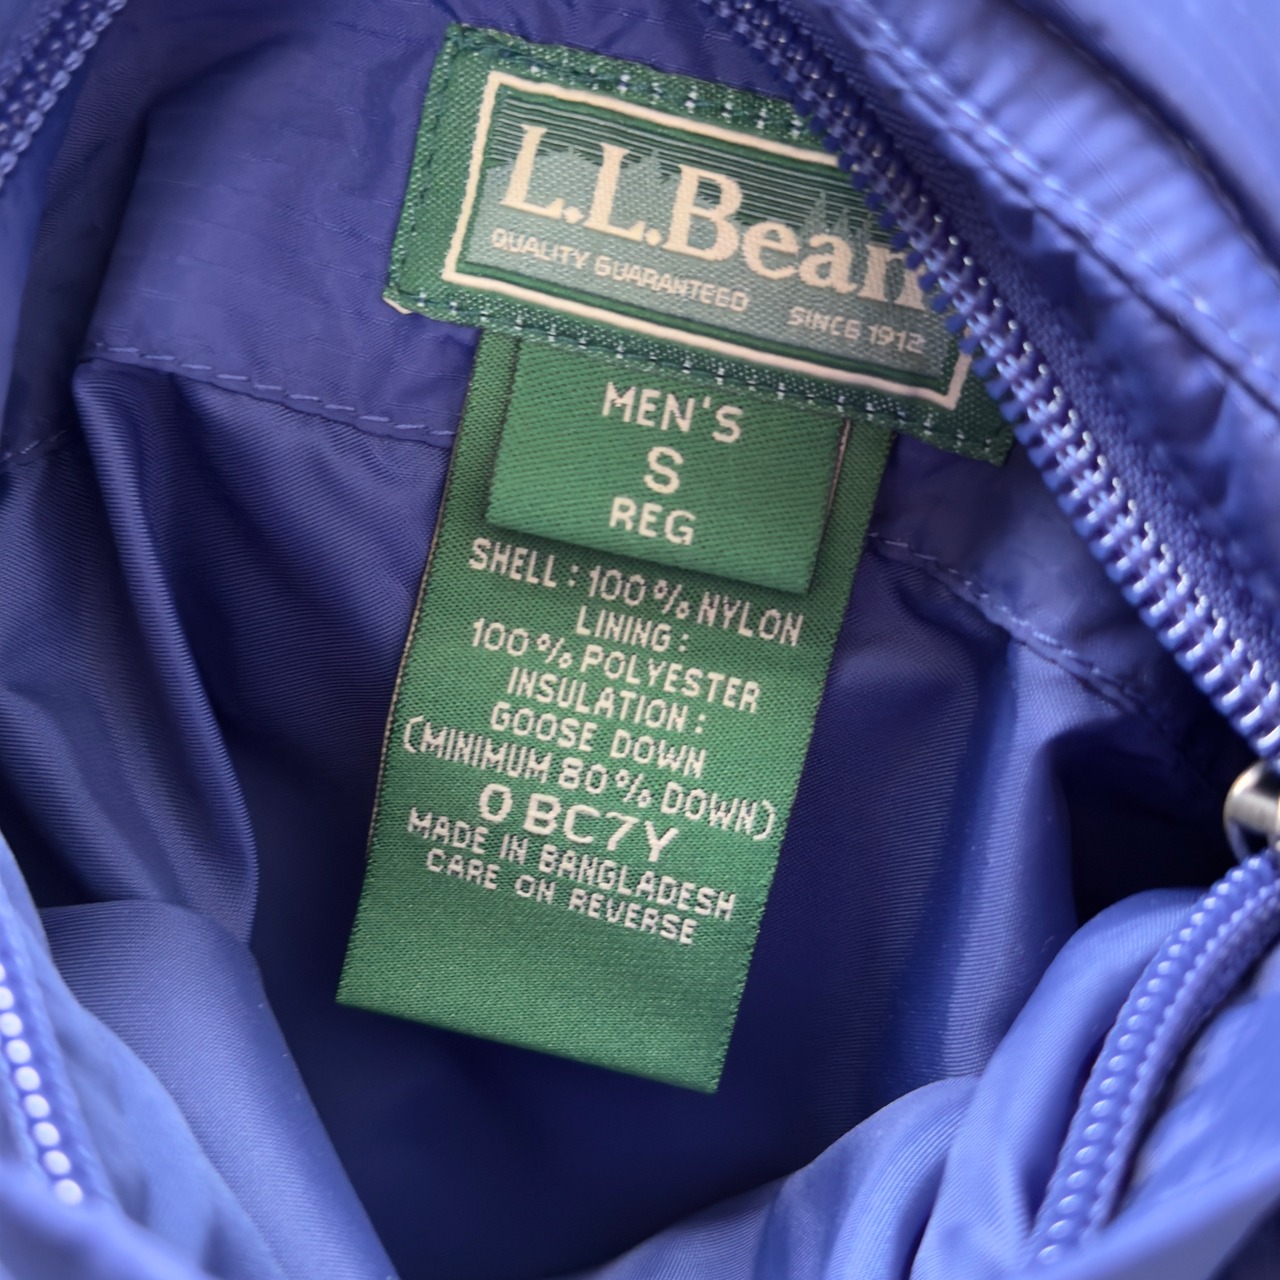 L.L.Bean
QUALITY GUARANTEED SINCE 1912
MEN'S
S
REG
SHELL: 100% NYLON
LINING:
100% POLYESTER
INSULATION:
GOOSE DOWN
(MINIMUM 80% DOWN)
0 BC7Y
MADE IN BANGLADESH
CARE ON REVERSE